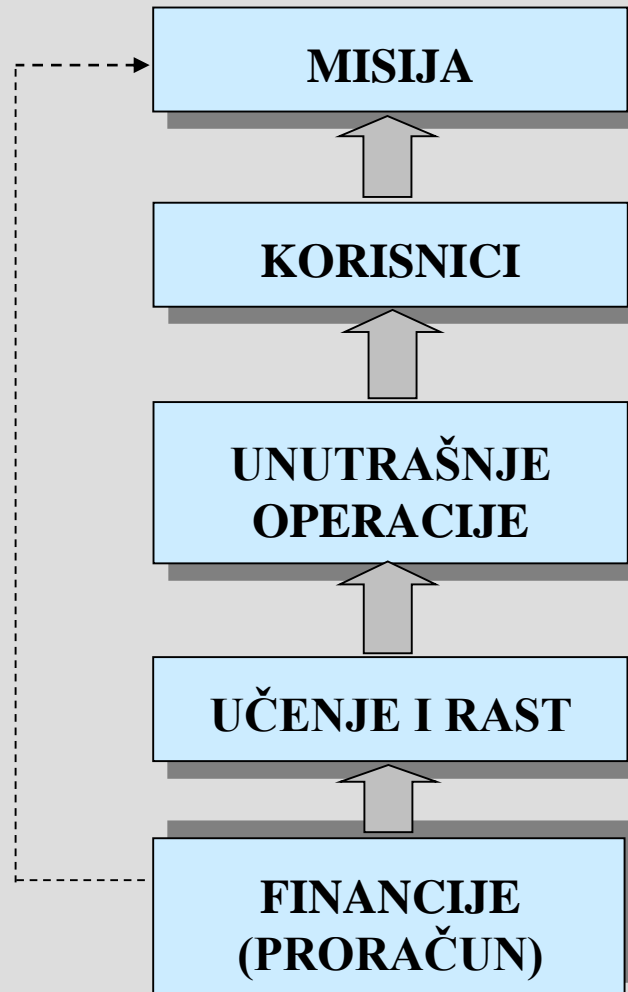 MISIJA
KORISNICI
UNUTRAŠNJE
OPERACIJE
UČENJE I RAST
FINANCIJE
(PRORAČUN)